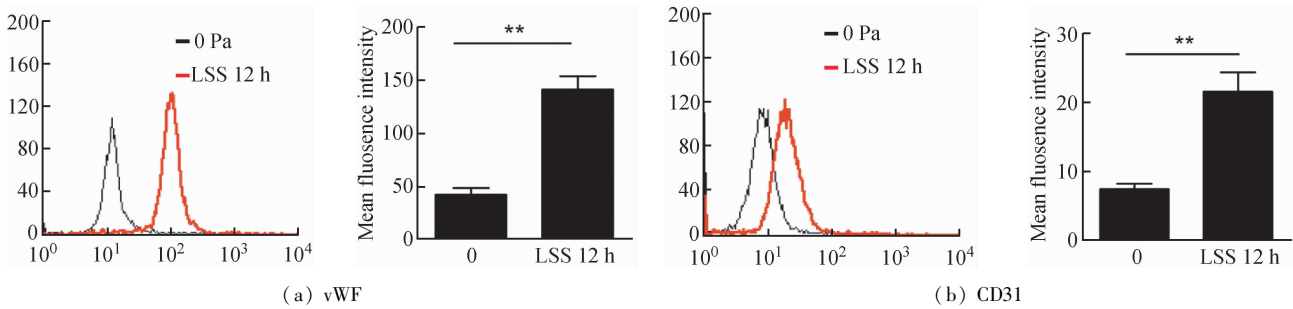 200
160
120
80
40
0
10^0 10^1 10^2 10^3 10^4
0 Pa
LSS 12 h
Mean fluosence intensity
200
150
100
50
0
**
0 LSS 12 h
(a) vWF
200
160
120
80
40
0
10^0 10^1 10^2 10^3 10^4
0 Pa
LSS 12 h
Mean fluosence intensity
30
20
10
0
**
0 LSS 12 h
(b) CD31